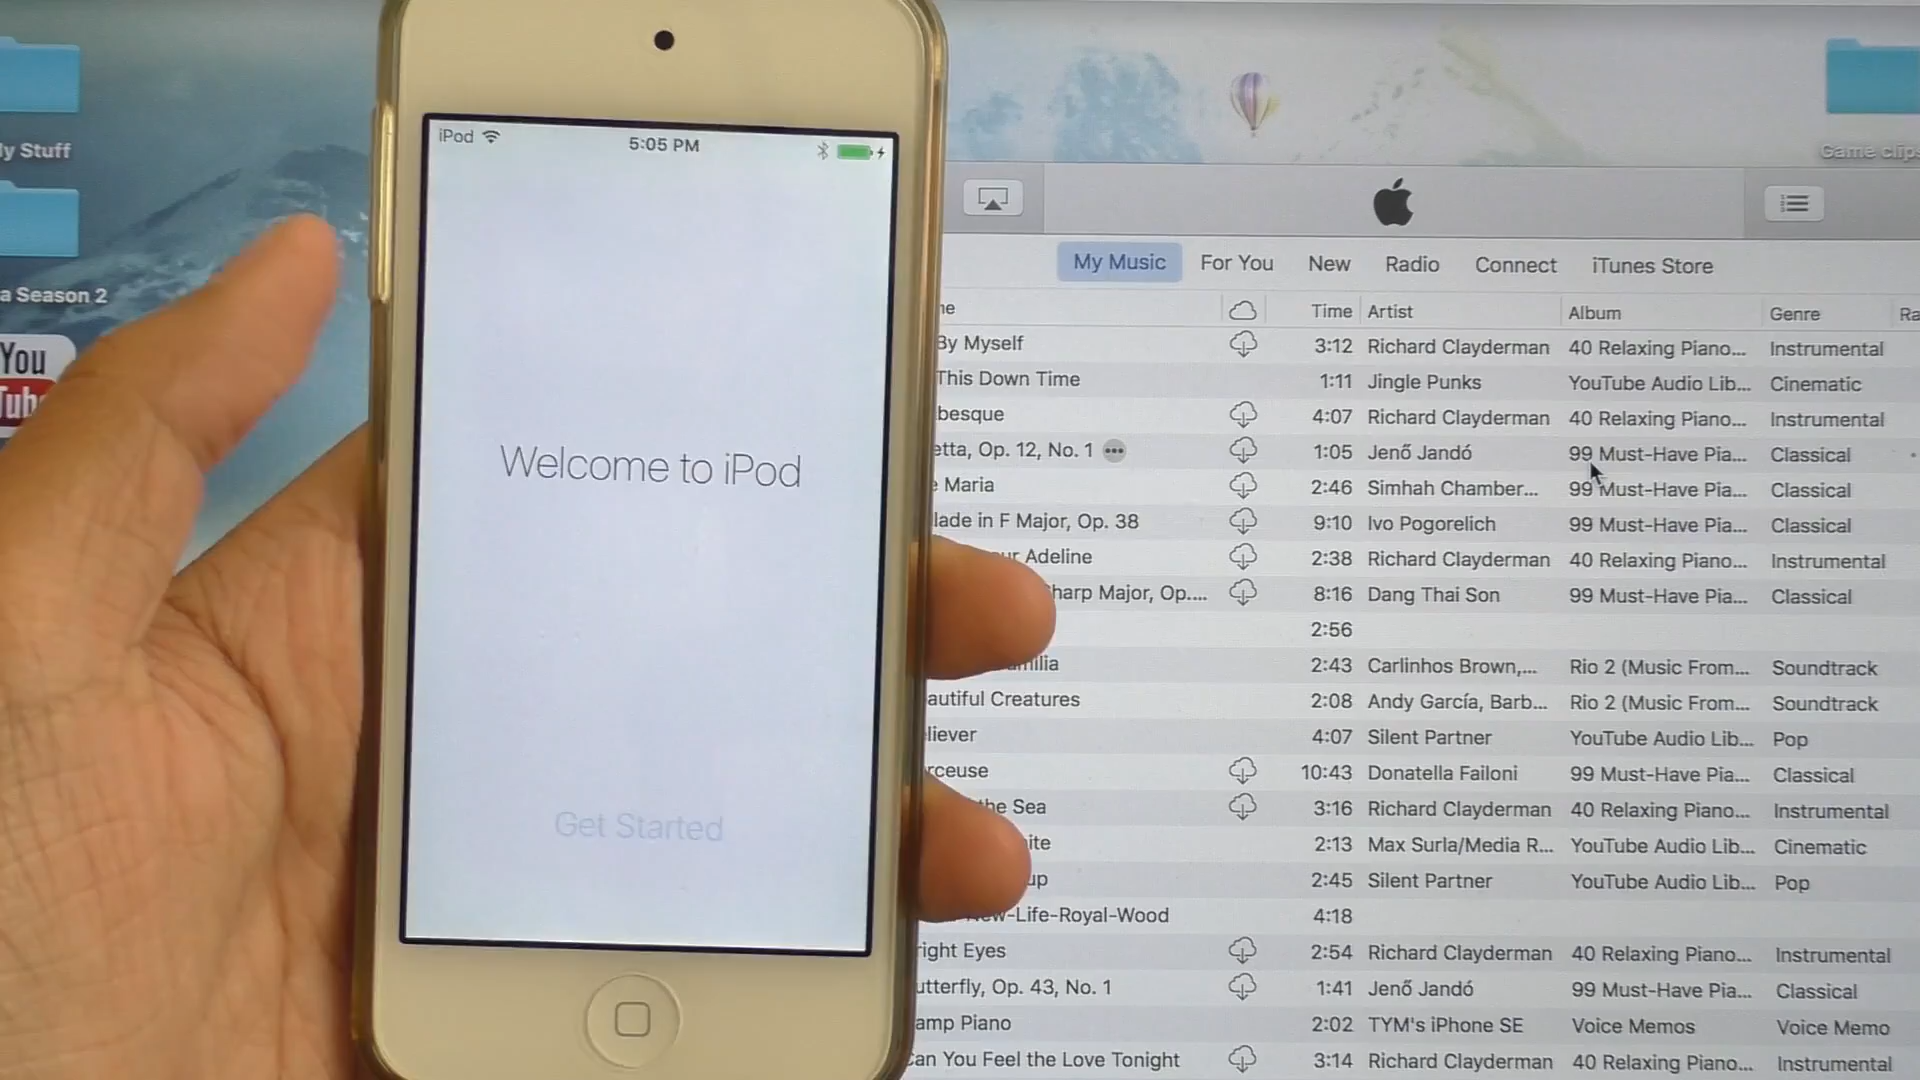 iPod
5:05 PM
Welcome to iPod
Get Started
Stuff
Season 2
You
Game clips
My Music For You New Radio Connect iTunes Store
Time Artist Album Genre
By Myself 3:12 Richard Clayderman 40 Relaxing Piano... Instrumental
This Down Time 1:11 Jingle Punks YouTube Audio Lib... Cinematic
besque 4:07 Richard Clayderman 40 Relaxing Piano... Instrumental
etta, Op. 12, No. 1 1:05 Jenő Jandó 99 Must-Have Pia... Classical
e Maria 2:46 Simhah Chamber... 99 Must-Have Pia... Classical
lade in F Major, Op. 38 9:10 Ivo Pogorelich 99 Must-Have Pia... Classical
ur Adeline 2:38 Richard Clayderman 40 Relaxing Piano... Instrumental
harp Major, Op.... 8:16 Dang Thai Son 99 Must-Have Pia... Classical
2:56
milia 2:43 Carlinhos Brown,... Rio 2 (Music From... Soundtrack
autiful Creatures 2:08 Andy García, Barb... Rio 2 (Music From... Soundtrack
liever 4:07 Silent Partner YouTube Audio Lib... Pop
rceuse 10:43 Donatella Failoni 99 Must-Have Pia... Classical
the Sea 3:16 Richard Clayderman 40 Relaxing Piano... Instrumental
ite 2:13 Max Surla/Media R... YouTube Audio Lib... Cinematic
up 2:45 Silent Partner YouTube Audio Lib... Pop
New-Life-Royal-Wood 4:18
right Eyes 2:54 Richard Clayderman 40 Relaxing Piano... Instrumental
utterfly, Op. 43, No. 1 1:41 Jenő Jandó 99 Must-Have Pia... Classical
amp Piano 2:02 TYM's iPhone SE Voice Memos Voice Memo
Can You Feel the Love Tonight 3:14 Richard Clayderman 40 Relaxing Piano... Instrumental